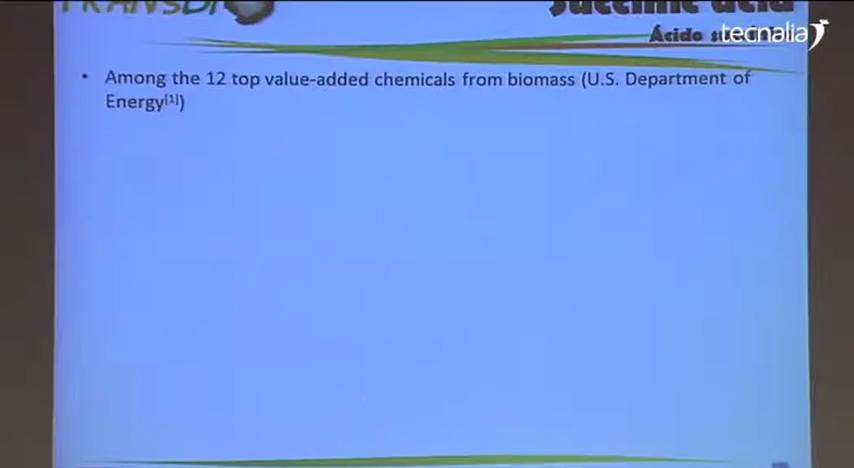 Succinic acid
Ácido
tecnalia
• Among the 12 top value-added chemicals from biomass (U.S. Department of
Energy[1])